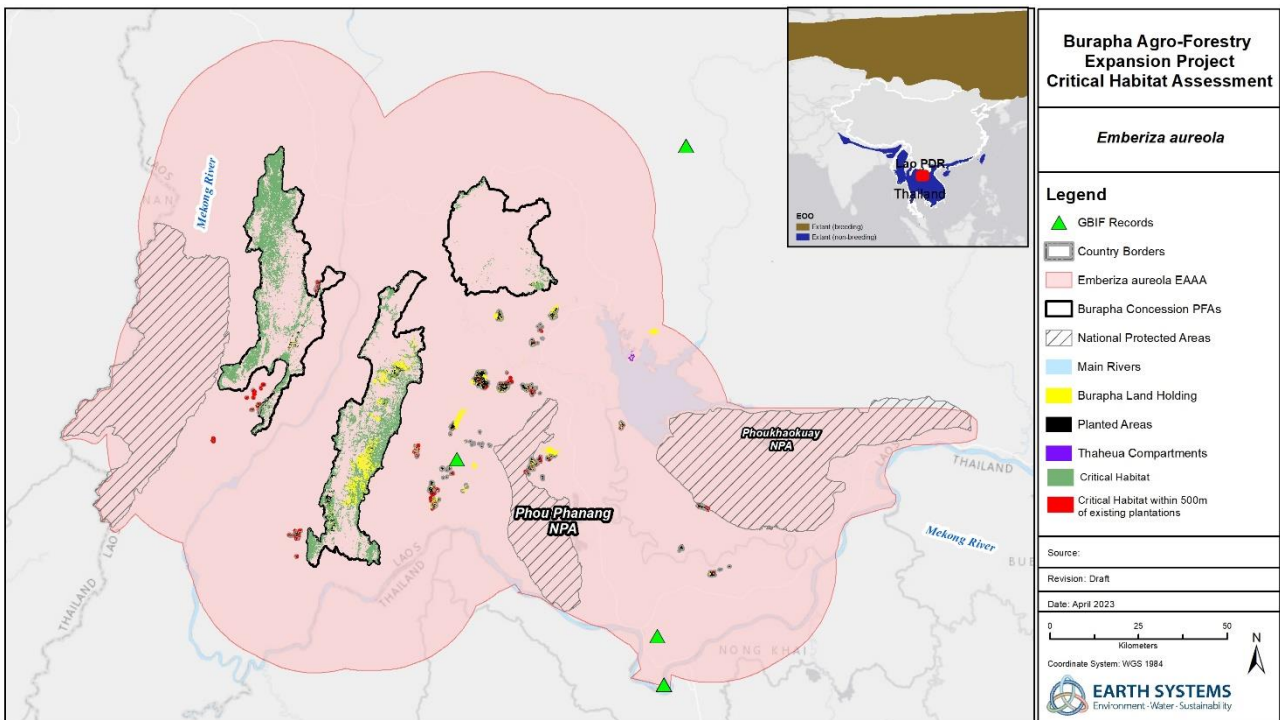 LAOS
NAN
Mekong River
THAILAND
LAOS
LAOS
THAILAND
Phou Phanang
NPA
Phoukhaokuay
NPA
LAOS
THAILAND
Mekong River
NONG KHAI
Lao PDR
Thailand
EOO
Extant (breeding)
Extant (non-breeding)
Burapha Agro-Forestry
Expansion Project
Critical Habitat Assessment
Emberiza aureola
Legend
GBIF Records
Country Borders
Emberiza aureola EAAA
Burapha Concession PFAs
National Protected Areas
Main Rivers
Burapha Land Holding
Planted Areas
Thaheua Compartments
Critical Habitat
Critical Habitat within 500m
of existing plantations
Source:
Revision: Draft
Date: April 2023
0 25 50
Kilometers
N
Coordinate System: WGS 1984
EARTH SYSTEMS
Environment · Water · Sustainability